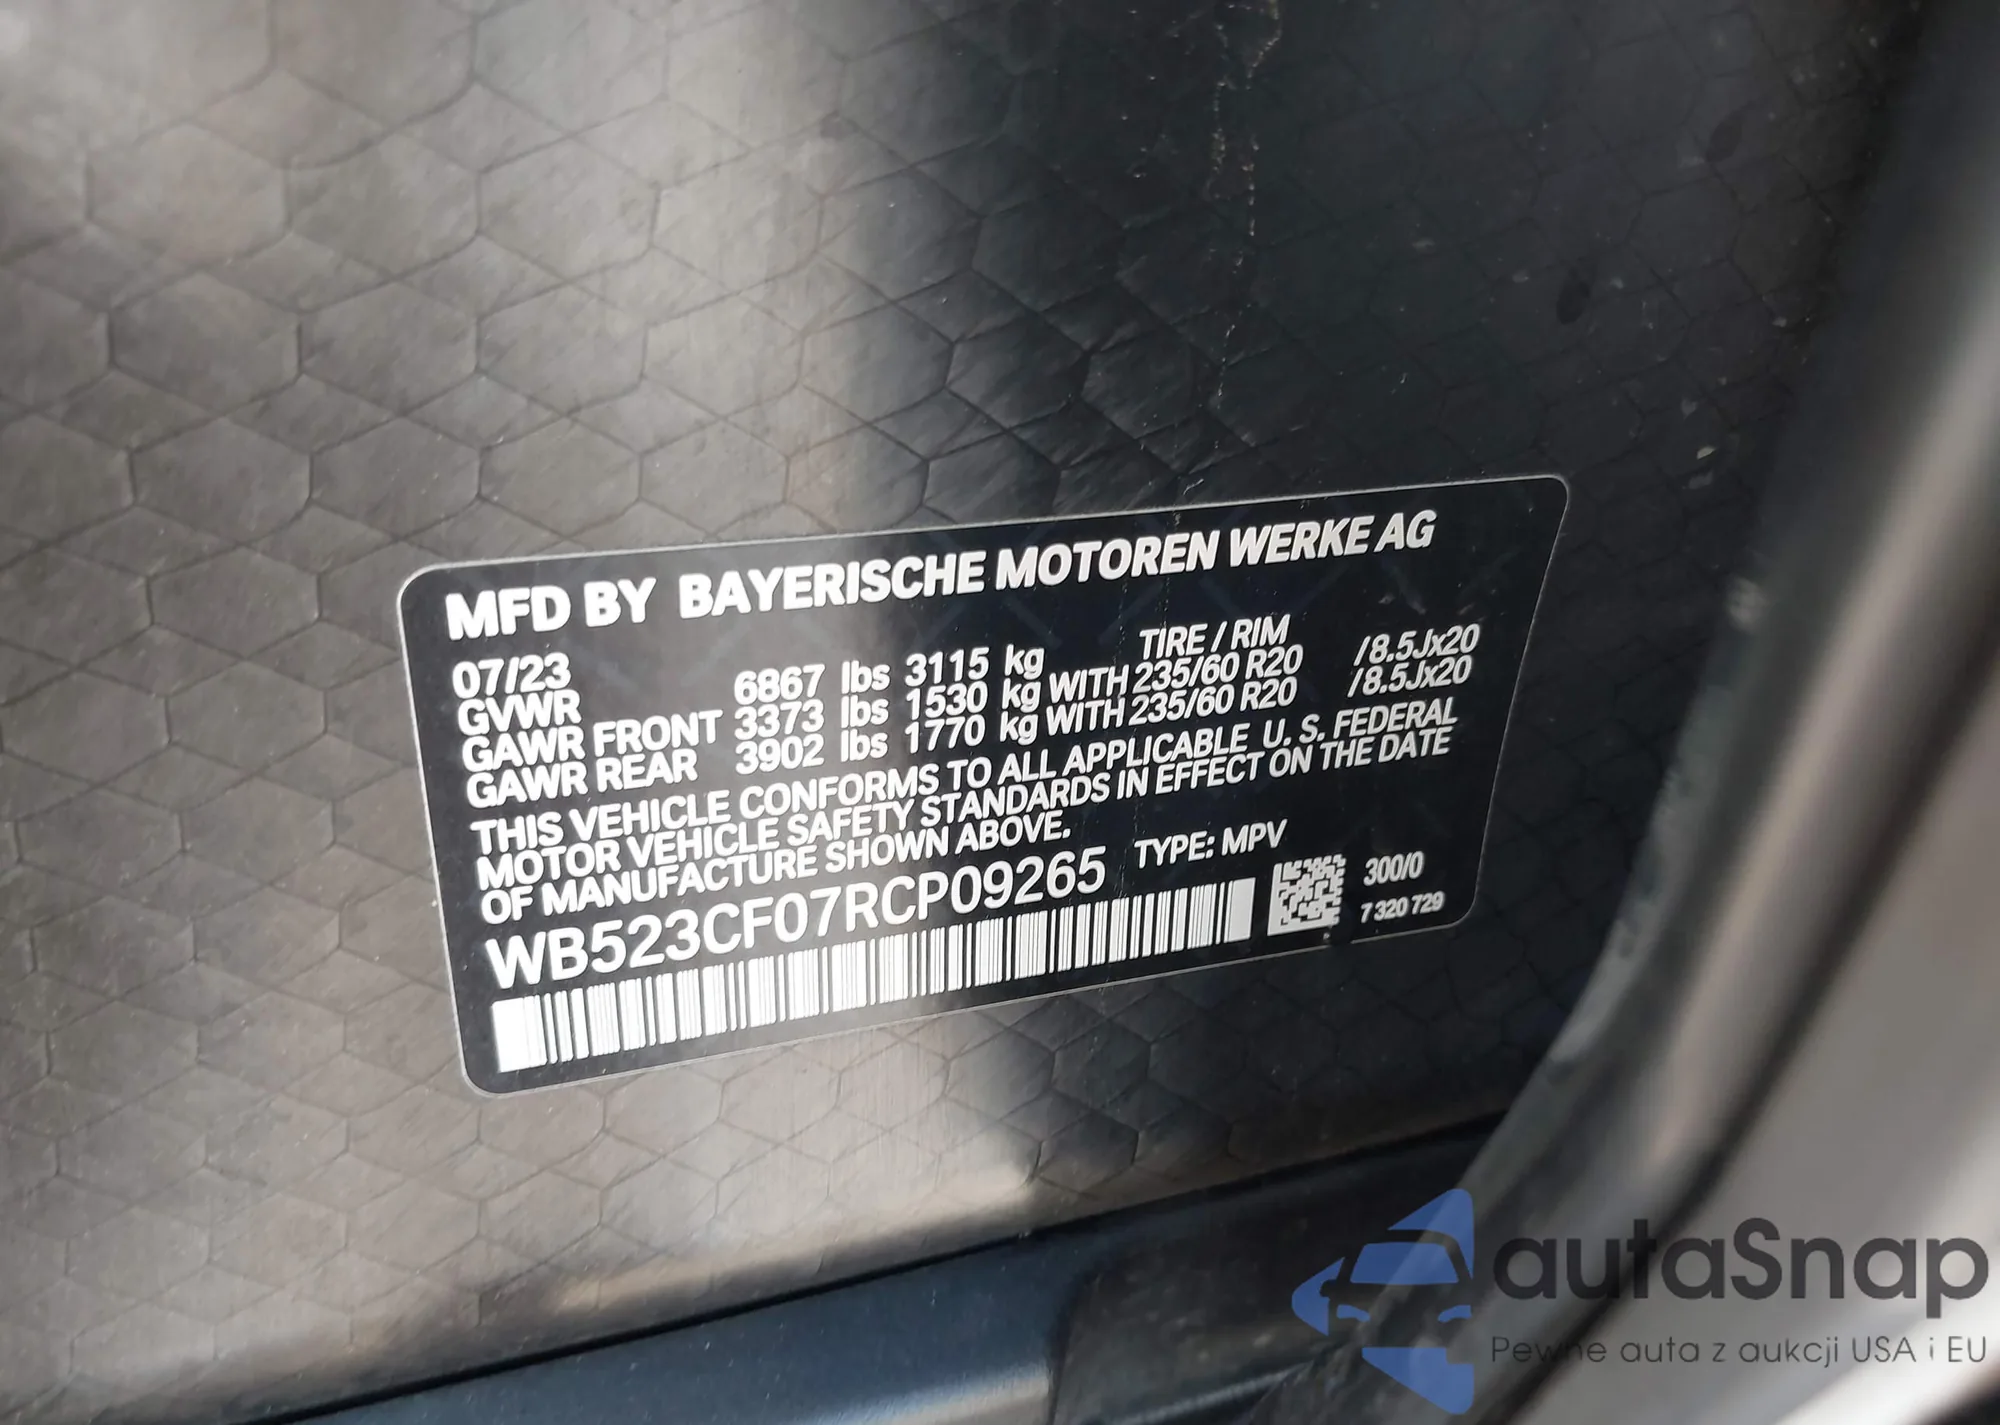 MFD BY BAYERISCHE MOTOREN WERKE AG
07/23 TIRE / RIM
GVWR 6867 lbs 3115 kg
GAWR FRONT 3373 lbs 1530 kg WITH 235/60 R20 /8.5Jx20
GAWR REAR 3902 lbs 1770 kg WITH 235/60 R20 /8.5Jx20
THIS VEHICLE CONFORMS TO ALL APPLICABLE U. S. FEDERAL
MOTOR VEHICLE SAFETY STANDARDS IN EFFECT ON THE DATE
OF MANUFACTURE SHOWN ABOVE.
WB523CF07RCP09265 TYPE: MPV
300/0
7 320 729
autaSnap
Pewne auta z aukcji USA i EU